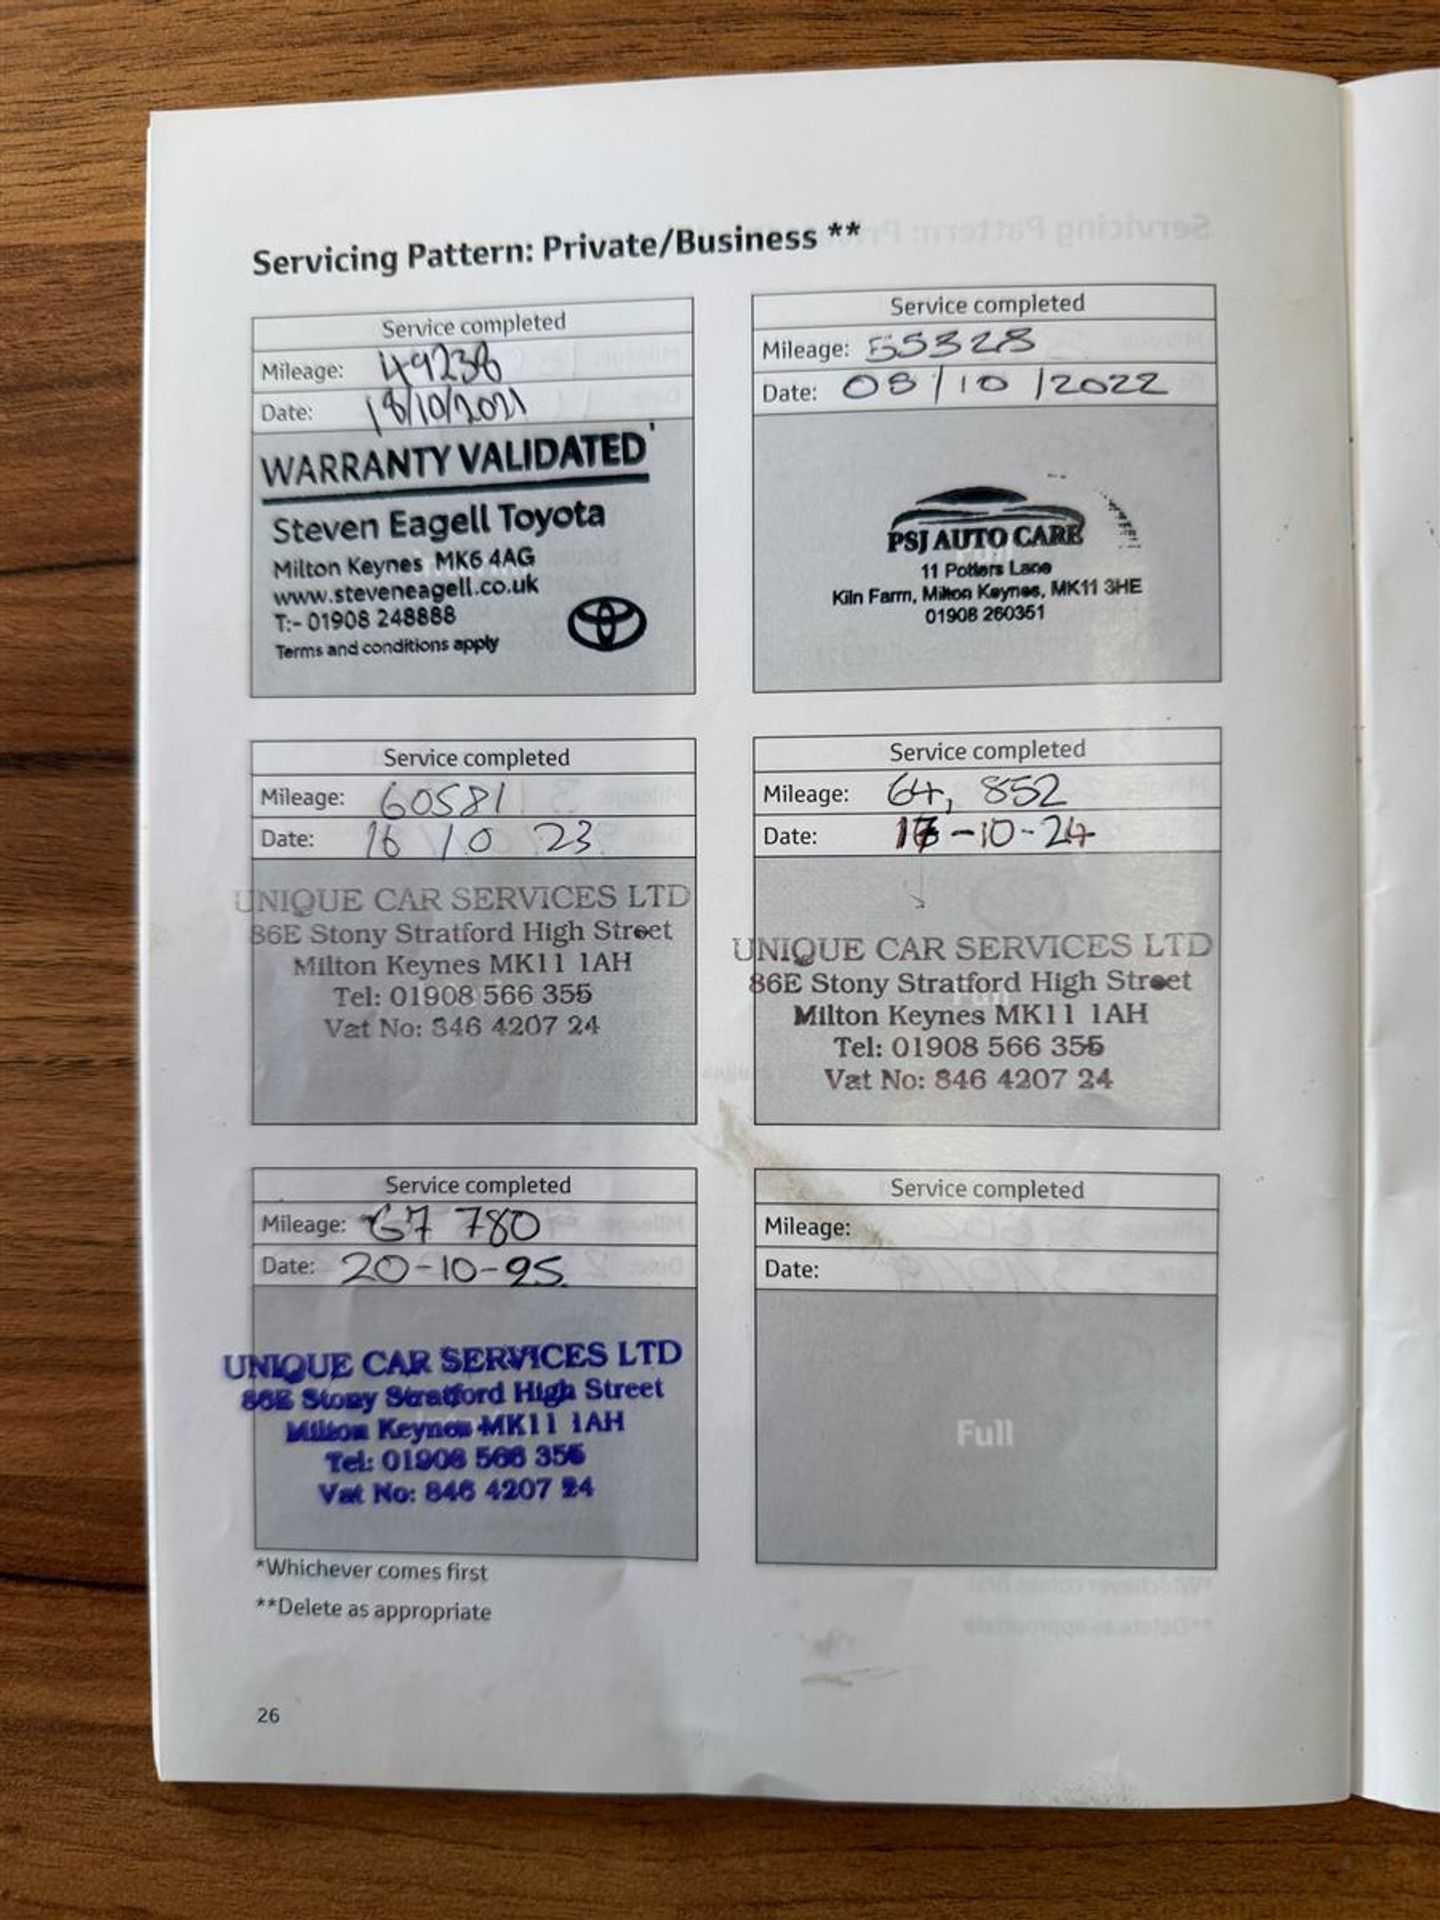 Servicing Pattern: Private/Business **
Service completed
Mileage: 49238
Date: 18/10/2021
WARRANTY VALIDATED
Steven Eagell Toyota
Milton Keynes MK6 4AG
www.steveneagell.co.uk
T:- 01908 248888
Terms and conditions apply
Service completed
Mileage: 55328
Date: 08/10/2022
PSJ AUTO CARE
11 Potters Lane
Kiln Farm, Milton Keynes, MK11 3HE
01908 260351
Service completed
Mileage: 60581
Date: 16/10 23
UNIQUE CAR SERVICES LTD
86E Stony Stratford High Street
Milton Keynes MK11 1AH
Tel: 01908 566 355
Vat No: 846 4207 24
Service completed
Mileage: 64,852
Date: -10-24
UNIQUE CAR SERVICES LTD
86E Stony Stratford High Street
Milton Keynes MK11 1AH
Tel: 01908 566 355
Vat No: 846 4207 24
Service completed
Mileage: 67 780
Date: 20-10-25
UNIQUE CAR SERVICES LTD
86E Stony Stratford High Street
Milton Keynes MK11 1AH
Tel: 01908 566 355
Vat No: 846 4207 24
Service completed
Mileage:
Date:
Full
*Whichever comes first
**Delete as appropriate
26